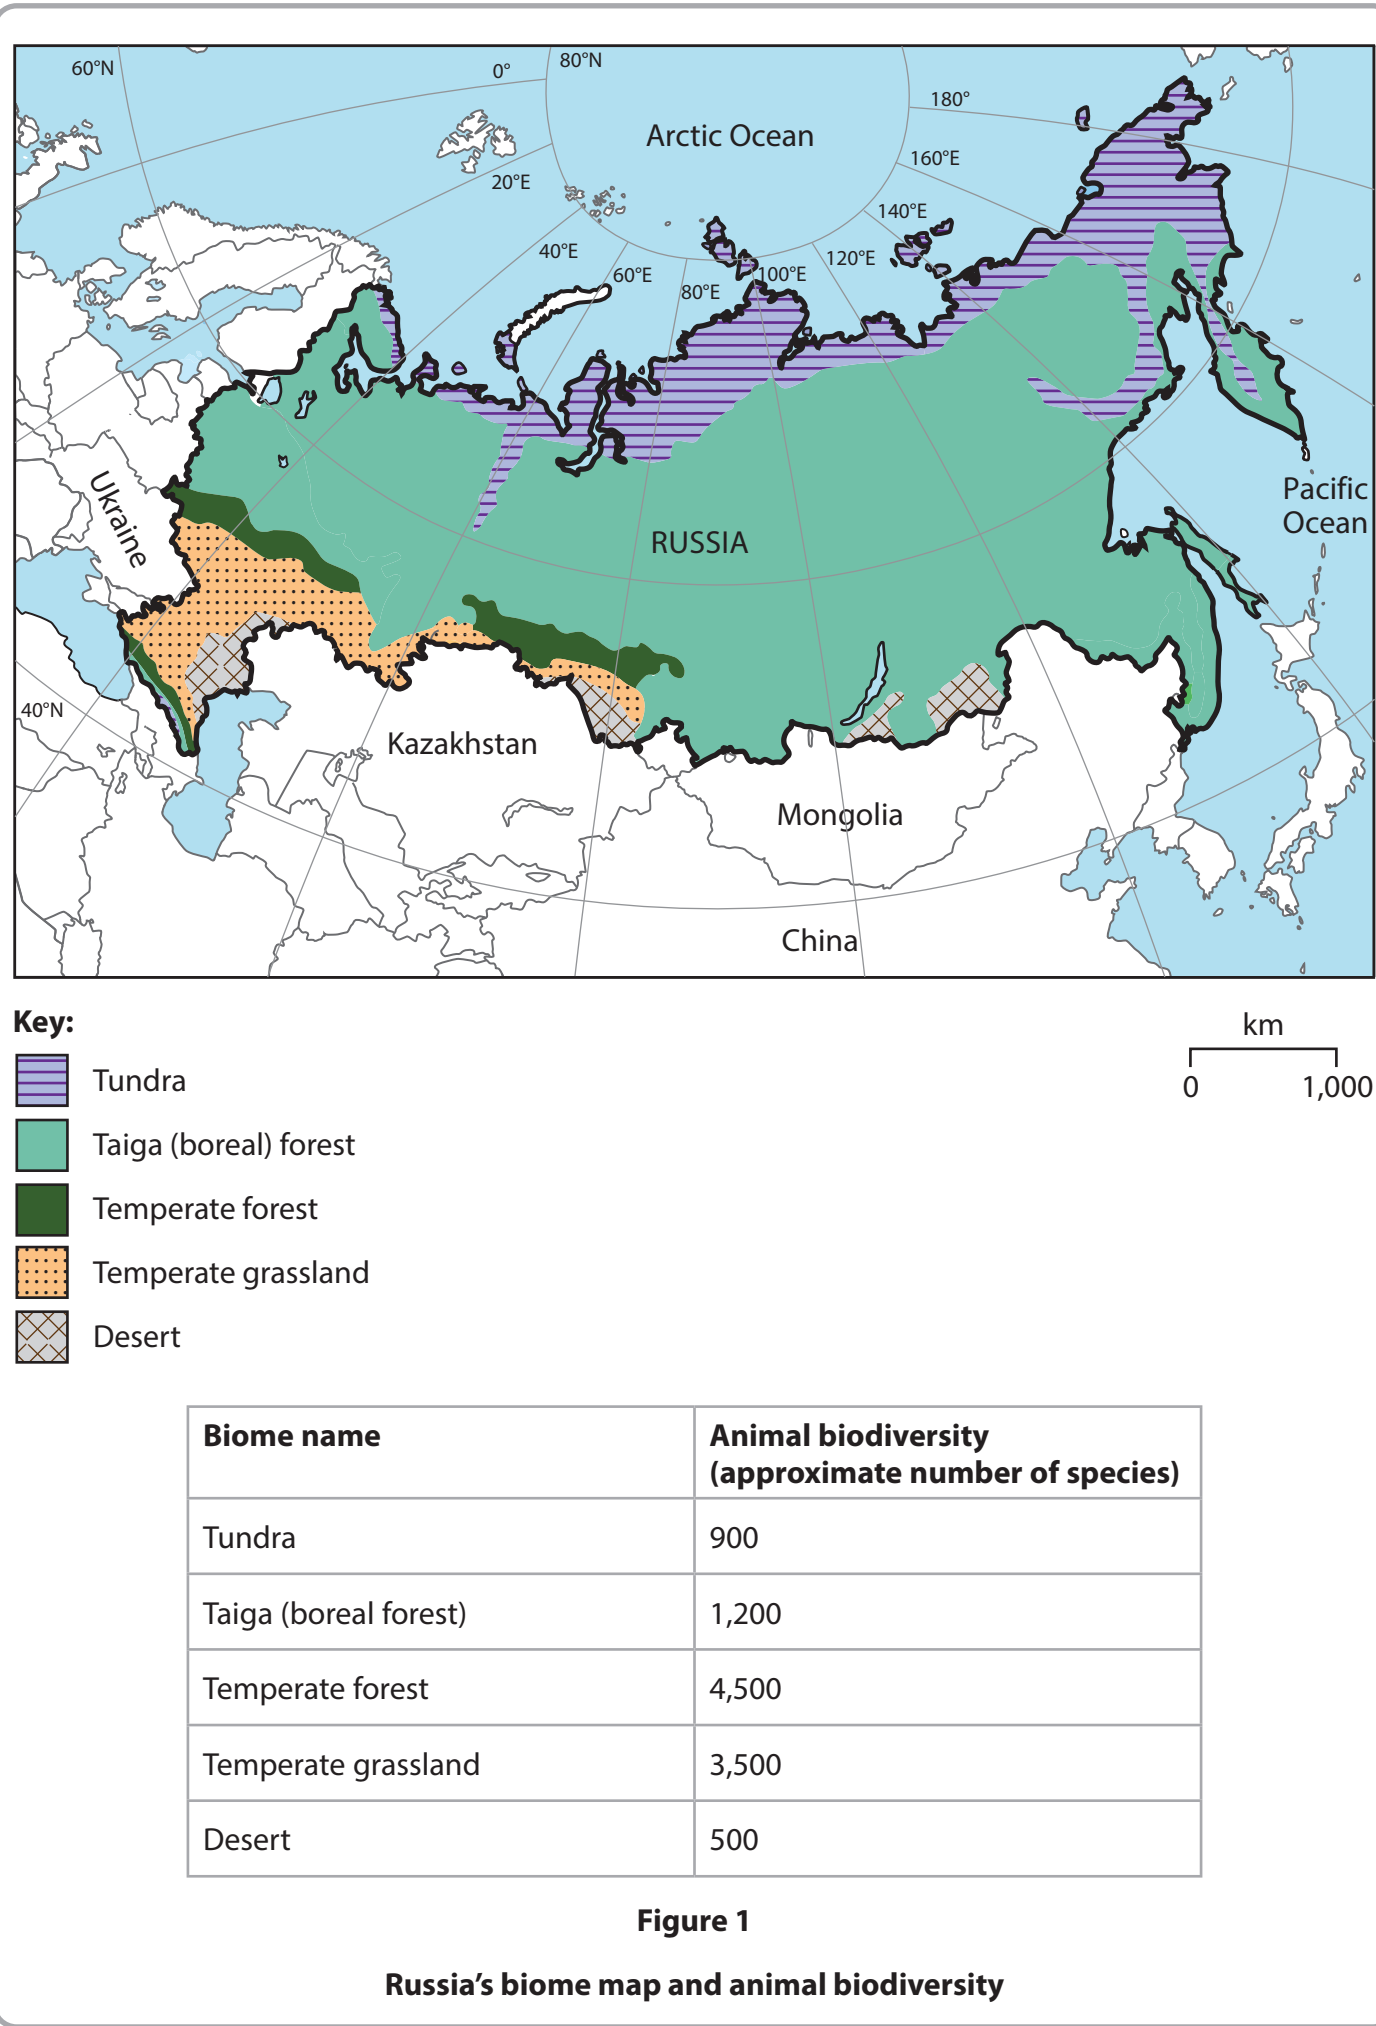 60°N
0°
80°N
180°
Arctic Ocean
160°E
20°E
140°E
40°E
120°E
60°E
100°E
80°E
Ukraine
Pacific
Ocean
RUSSIA
40°N
Kazakhstan
Mongolia
China
Key:
km
0 1,000
Tundra
Taiga (boreal) forest
Temperate forest
Temperate grassland
Desert
Biome name
Animal biodiversity
(approximate number of species)
Tundra 900
Taiga (boreal forest) 1,200
Temperate forest 4,500
Temperate grassland 3,500
Desert 500
Figure 1
Russia's biome map and animal biodiversity